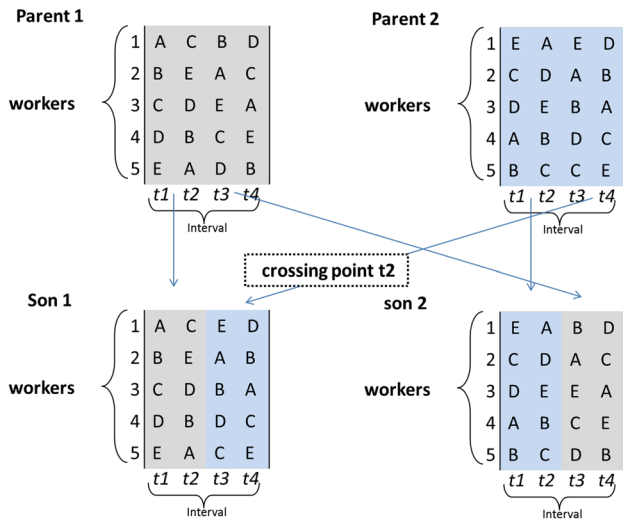 Parent 1
Parent 2
1 A C B D
2 B E A C
workers 3 C D E A
4 D B C E
5 E A D B
t1 t2 t3 t4
Interval
1 E A E D
2 C D A B
workers 3 D E B A
4 A B D C
5 B C C E
t1 t2 t3 t4
Interval
crossing point t2
Son 1
son 2
1 A C E D
2 B E A B
workers 3 C D B A
4 D B D C
5 E A C E
t1 t2 t3 t4
Interval
1 E A B D
2 C D A C
workers 3 D E E A
4 A B C E
5 B C D B
t1 t2 t3 t4
Interval